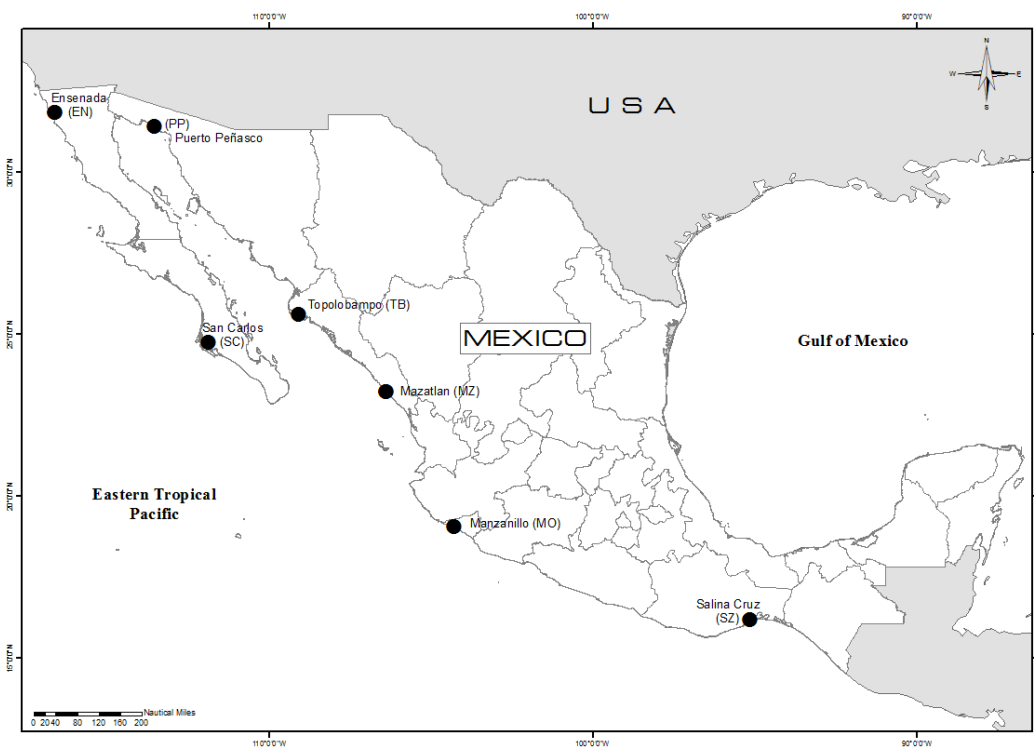 110°0'0"W 100°0'0"W 90°0'0"W
N
W E
S
USA
Ensenada
(EN)
(PP)
Puerto Peñasco
30°0'0"N
Topolobampo (TB)
San Carlos
(SC)
25°0'0"N
MEXICO
Gulf of Mexico
Mazatlan (MZ)
20°0'0"N
Eastern Tropical
Pacific
Manzanillo (MO)
Salina Cruz
(SZ)
15°0'0"N
Nautical Miles
0 20 40 80 120 160 200
110°0'0"W 100°0'0"W 90°0'0"W